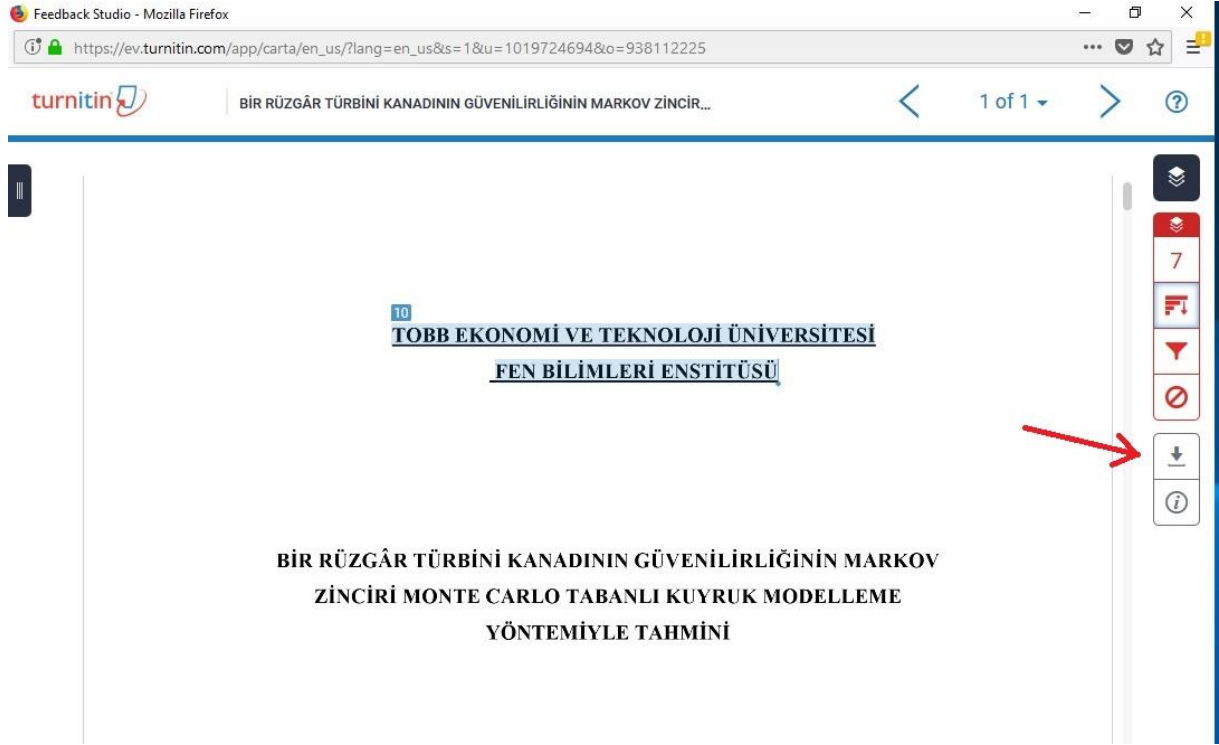 Feedback Studio - Mozilla Firefox
https://ev.turnitin.com/app/carta/en_us/?lang=en_us&s=1&u=1019724694&o=938112225
turnitin
BİR RÜZGÂR TÜRBİNİ KANADININ GÜVENİLİRLİĞİNİN MARKOV ZİNCİR...
1 of 1
7
10
TOBB EKONOMİ VE TEKNOLOJİ ÜNİVERSİTESİ
FEN BİLİMLERİ ENSTİTÜSÜ
BİR RÜZGÂR TÜRBİNİ KANADININ GÜVENİLİRLİĞİNİN MARKOV
ZİNCİRİ MONTE CARLO TABANLI KUYRUK MODELLEME
YÖNTEMİYLE TAHMİNİ